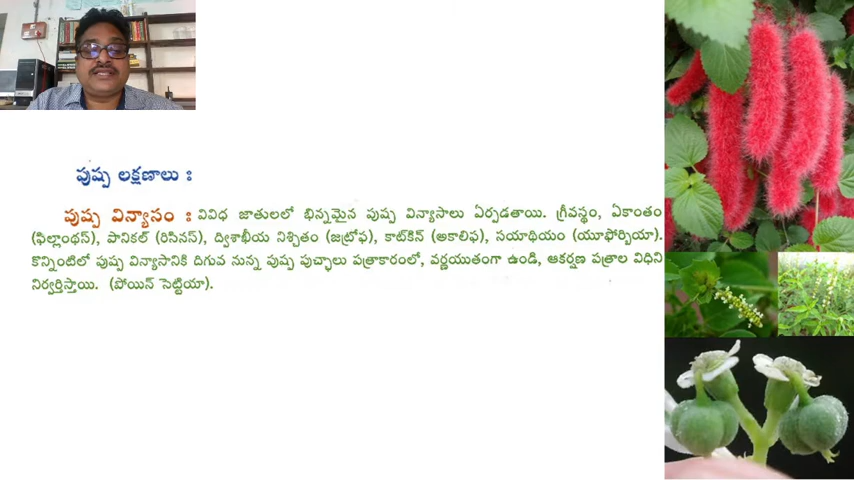 పుష్ప లక్షణాలు :
పుష్ప విన్యాసం : వివిధ జాతులలో భిన్నమైన పుష్ప విన్యాసాలు ఏర్పడతాయి. గ్రీవస్థం, ఏకాంతం
(ఫిల్లాంథస్), పానికల్ (రిసినస్), ద్విశాఖీయ నిశ్చితం (జట్రోఫ), కాట్‌కిన్ (అకాలిఫ), సయాథియం (యూఫోర్బియా).
కొన్నింటిలో పుష్ప విన్యాసానికి దిగువ నున్న పుష్ప పుచ్ఛాలు పత్రాకారంలో, వర్ణయుతంగా ఉండి, ఆకర్షణ పత్రాల విధిని
నిర్వర్తిస్తాయి. (పోయిన్ సెట్టియా).